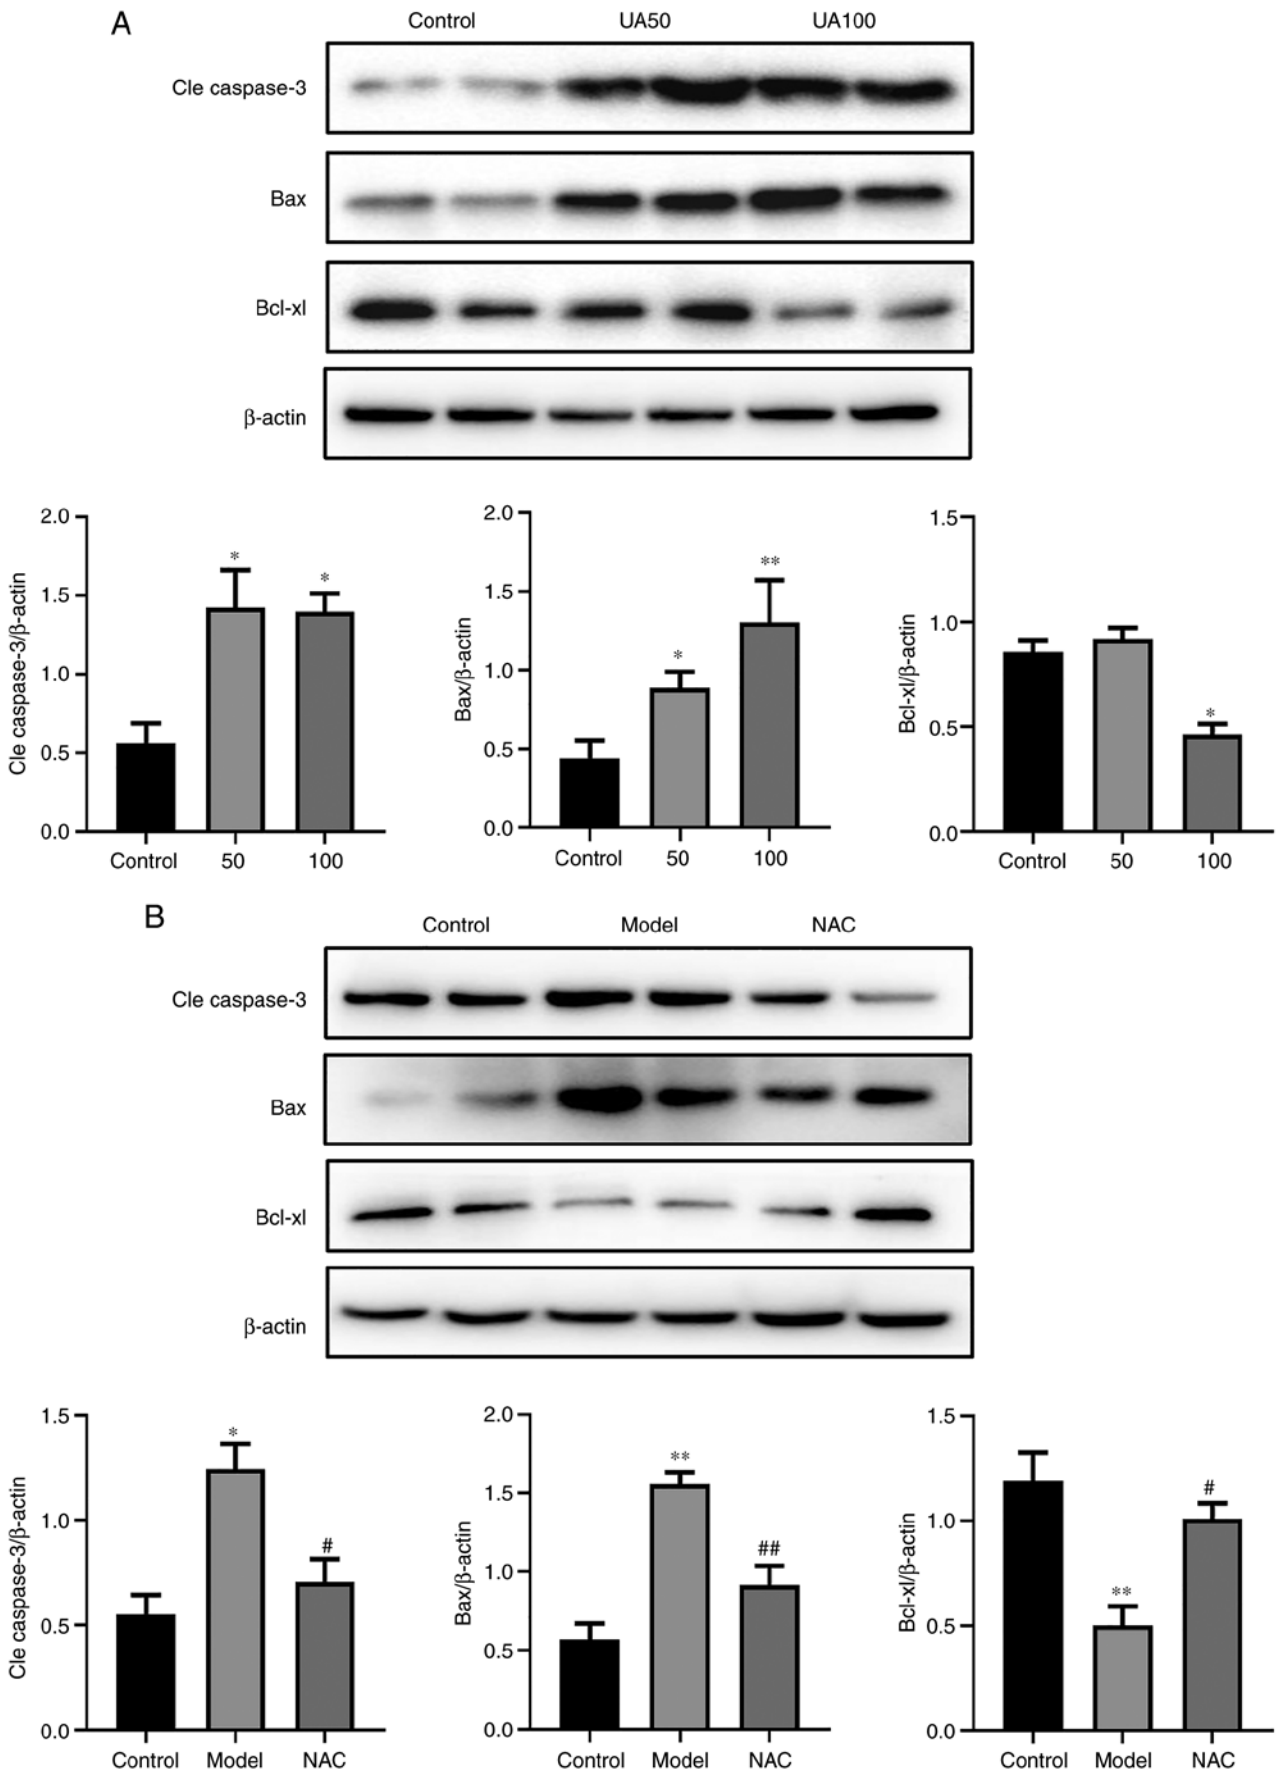 A
Control UA50 UA100
Cle caspase-3
Bax
Bcl-xl
β-actin
Cle caspase-3/β-actin
2.0
1.5
1.0
0.5
0.0
*
*
Control 50 100
Bax/β-actin
2.0
1.5
1.0
0.5
0.0
*
**
Control 50 100
Bcl-xl/β-actin
1.5
1.0
0.5
0.0
*
Control 50 100
B
Control Model NAC
Cle caspase-3
Bax
Bcl-xl
β-actin
Cle caspase-3/β-actin
1.5
1.0
0.5
0.0
*
#
Control Model NAC
Bax/β-actin
2.0
1.5
1.0
0.5
0.0
**
##
Control Model NAC
Bcl-xl/β-actin
1.5
1.0
0.5
0.0
**
#
Control Model NAC